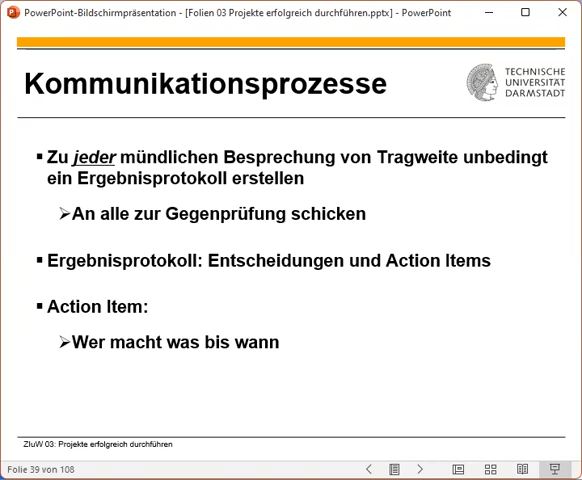 PowerPoint-Bildschirmpräsentation - [Folien 03 Projekte erfolgreich durchführen.pptx] - PowerPoint
Kommunikationsprozesse
TECHNISCHE
UNIVERSITÄT
DARMSTADT
▪ Zu jeder mündlichen Besprechung von Tragweite unbedingt
ein Ergebnisprotokoll erstellen
➢An alle zur Gegenprüfung schicken
▪ Ergebnisprotokoll: Entscheidungen und Action Items
▪ Action Item:
➢Wer macht was bis wann
ZIuW 03: Projekte erfolgreich durchführen
Folie 39 von 108